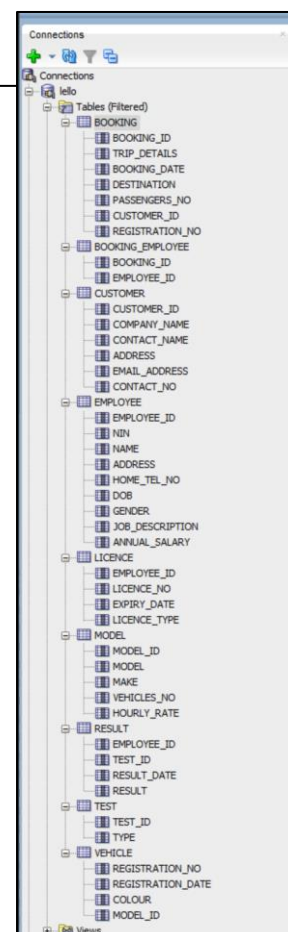 Connections
Connections
lello
Tables (Filtered)
BOOKING
BOOKING_ID
TRIP_DETAILS
BOOKING_DATE
DESTINATION
PASSENGERS_NO
CUSTOMER_ID
REGISTRATION_NO
BOOKING_EMPLOYEE
BOOKING_ID
EMPLOYEE_ID
CUSTOMER
CUSTOMER_ID
COMPANY_NAME
CONTACT_NAME
ADDRESS
EMAIL_ADDRESS
CONTACT_NO
EMPLOYEE
EMPLOYEE_ID
NIN
NAME
ADDRESS
HOME_TEL_NO
DOB
GENDER
JOB_DESCRIPTION
ANNUAL_SALARY
LICENCE
EMPLOYEE_ID
LICENCE_NO
EXPIRY_DATE
LICENCE_TYPE
MODEL
MODEL_ID
MODEL
MAKE
VEHICLES_NO
HOURLY_RATE
RESULT
EMPLOYEE_ID
TEST_ID
RESULT_DATE
RESULT
TEST
TEST_ID
TYPE
VEHICLE
REGISTRATION_NO
REGISTRATION_DATE
COLOUR
MODEL_ID
Views